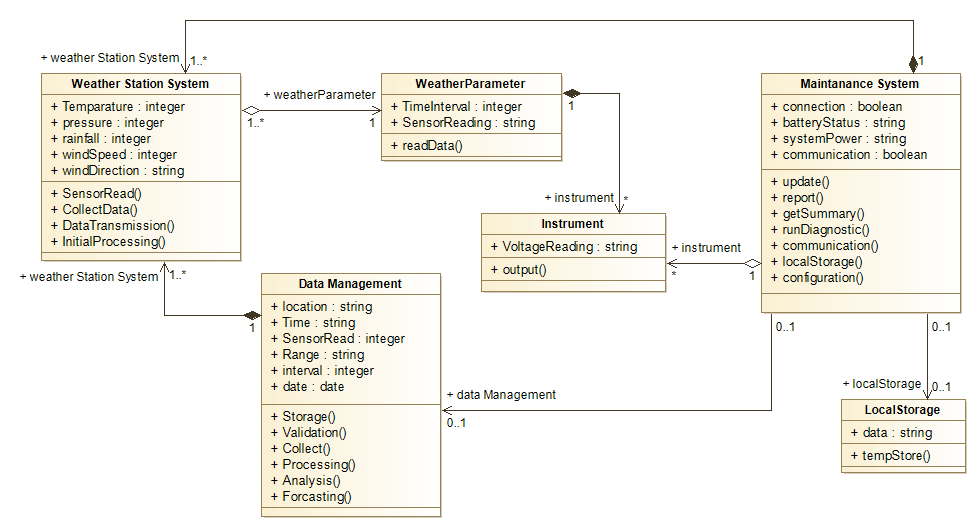 + weather Station System
1..*
1
Weather Station System
+ Temparature : integer
+ pressure : integer
+ rainfall : integer
+ windSpeed : integer
+ windDirection : string
+ SensorRead()
+ CollectData()
+ DataTransmission()
+ InitialProcessing()
+ weatherParameter
1..*
1
WeatherParameter
+ TimeInterval : integer
+ SensorReading : string
+ readData()
1
+ instrument
*
Maintanance System
+ connection : boolean
+ batteryStatus : string
+ systemPower : string
+ communication : boolean
+ update()
+ report()
+ getSummary()
+ runDiagnostic()
+ communication()
+ localStorage()
+ configuration()
Instrument
+ VoltageReading : string
+ output()
+ instrument
*
1
+ weather Station System
1..*
1
Data Management
+ location : string
+ Time : string
+ SensorRead : integer
+ Range : string
+ interval : integer
+ date : date
+ Storage()
+ Validation()
+ Collect()
+ Processing()
+ Analysis()
+ Forcasting()
0..1
0..1
+ data Management
0..1
+ localStorage
0..1
LocalStorage
+ data : string
+ tempStore()